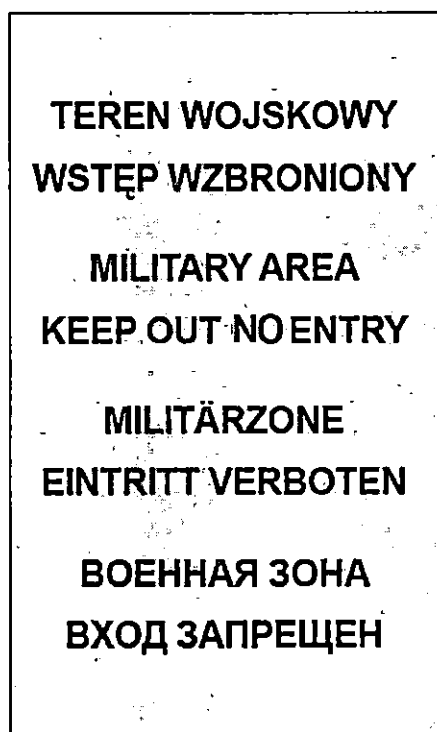 TEREN WOJSKOWY
WSTĘP WZBRONIONY
MILITARY AREA
KEEP OUT NO ENTRY
MILITÄRZONE
EINTRITT VERBOTEN
ВОЕННАЯ ЗОНА
ВХОД ЗАПРЕЩЕН